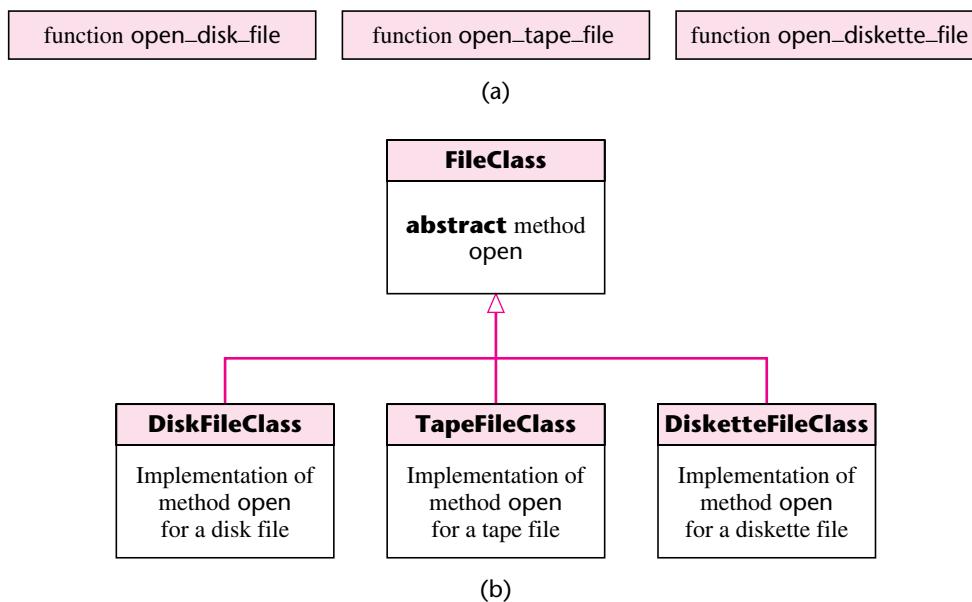 function open_disk_file
function open_tape_file
function open_diskette_file
(a)
FileClass
abstract method
open
DiskFileClass
Implementation of
method open
for a disk file
TapeFileClass
Implementation of
method open
for a tape file
DisketteFileClass
Implementation of
method open
for a diskette file
(b)